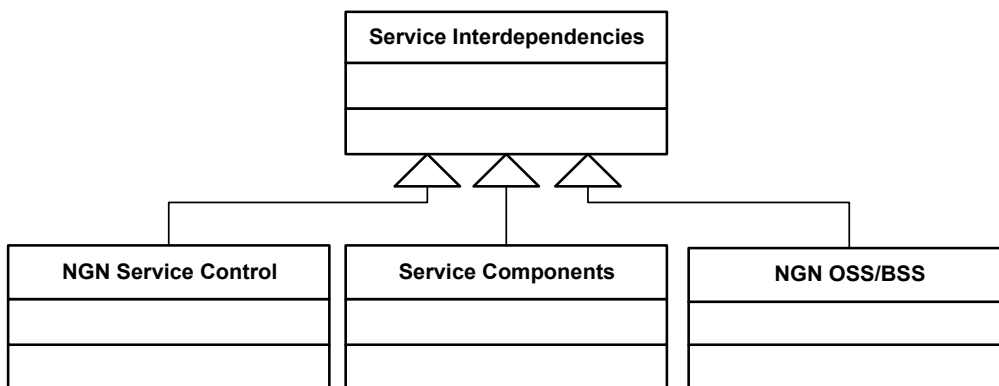 Service Interdependencies
NGN Service Control
Service Components
NGN OSS/BSS